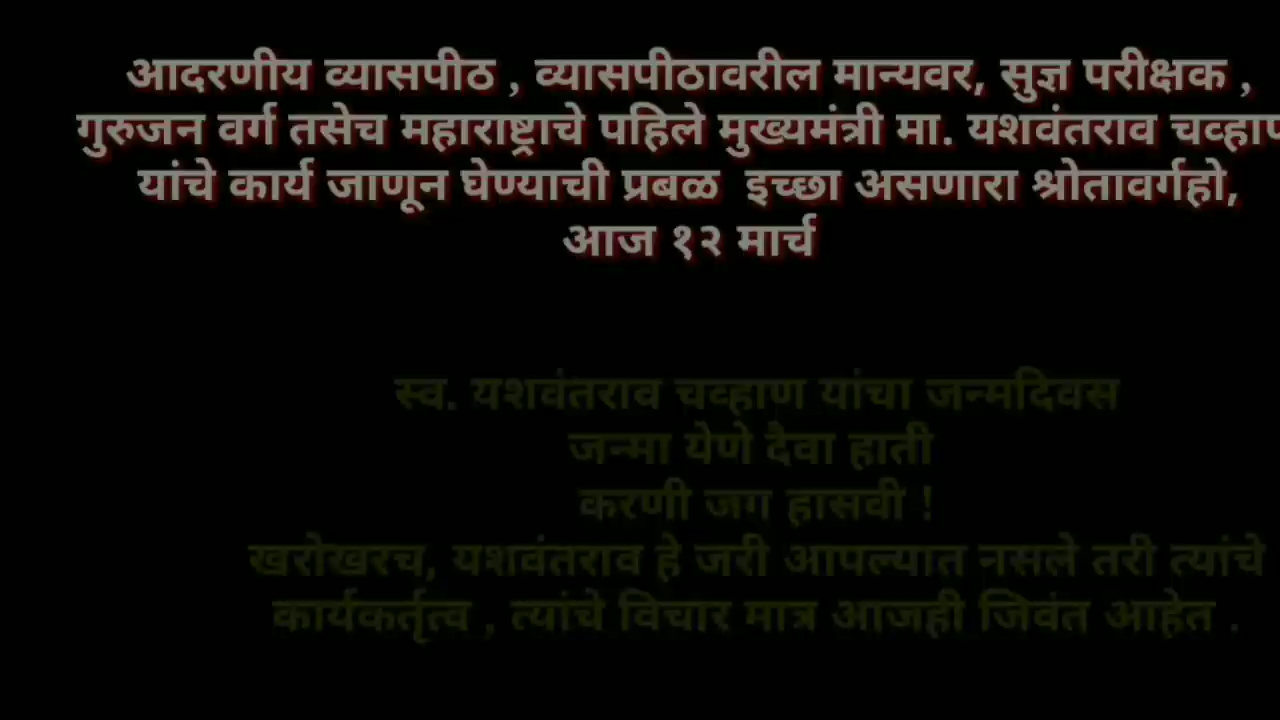 आदरणीय व्यासपीठ , व्यासपीठावरील मान्यवर, सुज्ञ परीक्षक ,
गुरुजन वर्ग तसेच महाराष्ट्राचे पहिले मुख्यमंत्री मा. यशवंतराव चव्हाण
यांचे कार्य जाणून घेण्याची प्रबळ इच्छा असणारा श्रोतावर्गहो,
आज १२ मार्च
स्व. यशवंतराव चव्हाण यांचा जन्मदिवस
जन्मा येणे दैवा हाती
करणी जग हासवी !
खरोखरच, यशवंतराव हे जरी आपल्यात नसले तरी त्यांचे
कार्यकर्तृत्व , त्यांचे विचार मात्र आजही जिवंत आहेत .